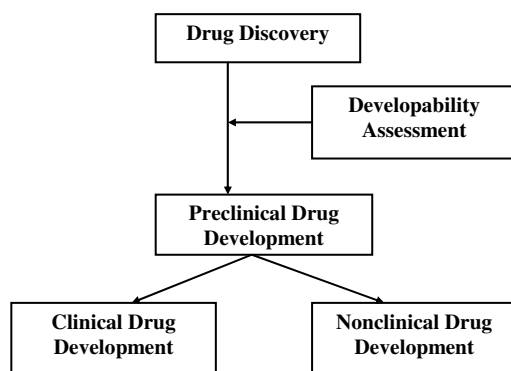 Drug Discovery
Developability
Assessment
Preclinical Drug
Development
Clinical Drug
Development
Nonclinical Drug
Development